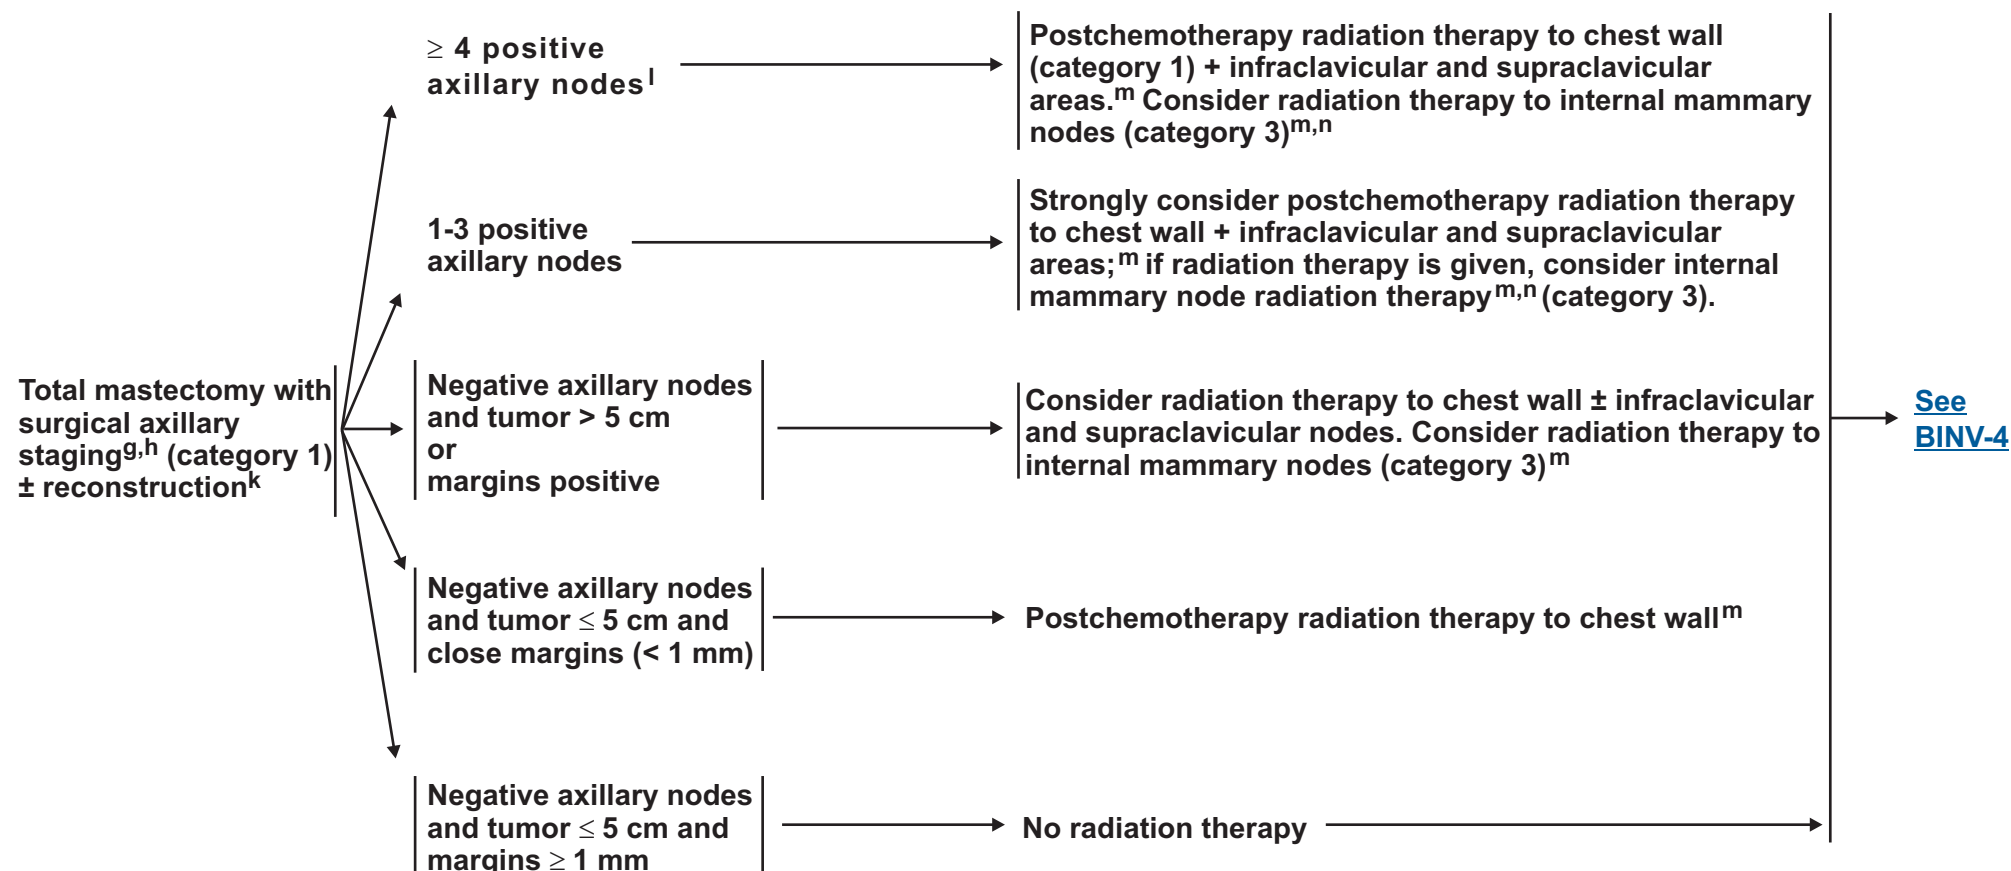 ≥ 4 positive
axillary nodesl
Postchemotherapy radiation therapy to chest wall
(category 1) + infraclavicular and supraclavicular
areas.m Consider radiation therapy to internal mammary
nodes (category 3)m,n
1-3 positive
axillary nodes
Strongly consider postchemotherapy radiation therapy
to chest wall + infraclavicular and supraclavicular
areas;m if radiation therapy is given, consider internal
mammary node radiation therapym,n (category 3).
Total mastectomy with
surgical axillary
stagingg,h (category 1)
± reconstructionk
Negative axillary nodes
and tumor > 5 cm
or
margins positive
Consider radiation therapy to chest wall ± infraclavicular
and supraclavicular nodes. Consider radiation therapy to
internal mammary nodes (category 3)m
See
BINV-4
Negative axillary nodes
and tumor ≤ 5 cm and
close margins (< 1 mm)
Postchemotherapy radiation therapy to chest wallm
Negative axillary nodes
and tumor ≤ 5 cm and
margins ≥ 1 mm
No radiation therapy